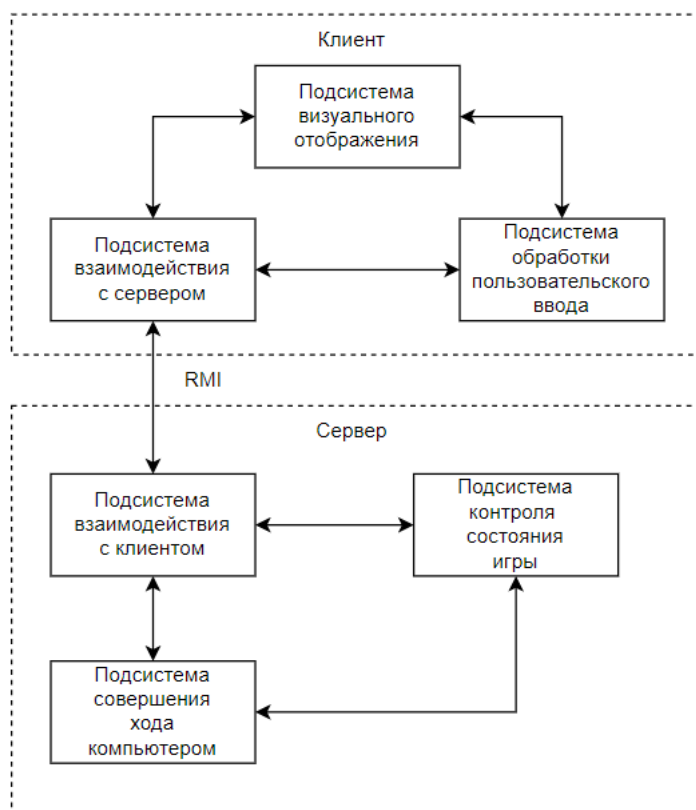 Клиент
Подсистема
визуального
отображения
Подсистема
взаимодействия
с сервером
Подсистема
обработки
пользовательского
ввода
RMI
Сервер
Подсистема
взаимодействия
с клиентом
Подсистема
контроля
состояния
игры
Подсистема
совершения
хода
компьютером